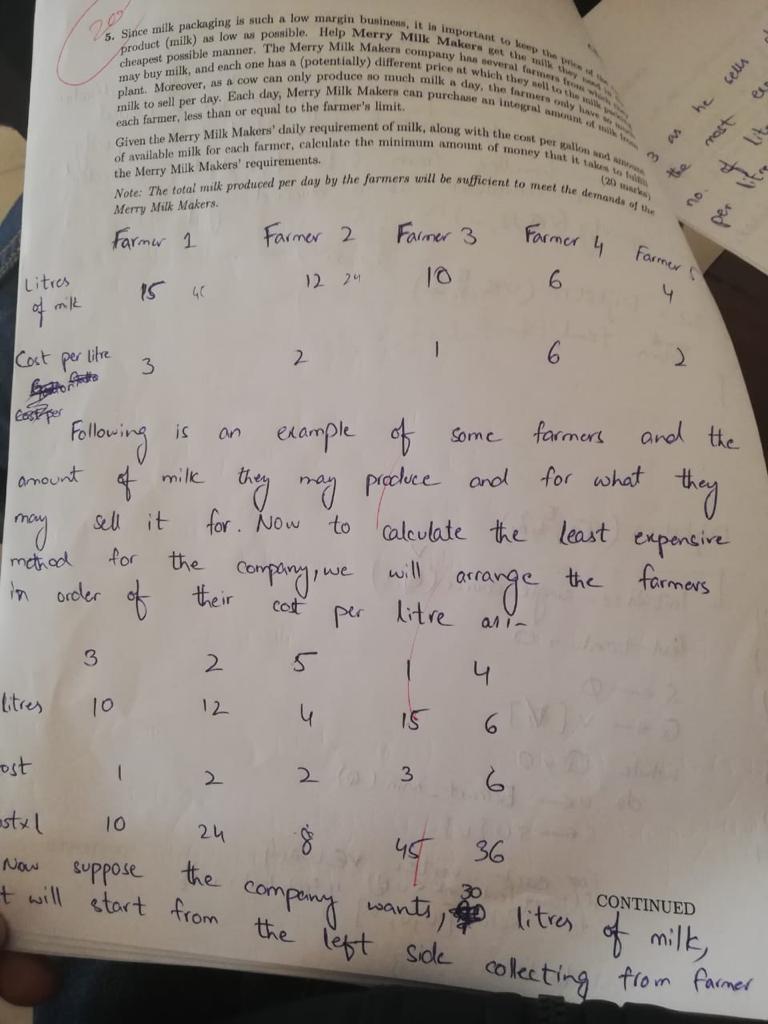 20
5. Since milk packaging is such a low margin business, it is important to keep the price of the
product (milk) as low as possible. Help Merry Milk Makers get the milk they need in
cheapest possible manner. The Merry Milk Makers company has several farmers from which
may buy milk, and each one has a (potentially) different price at which they sell to the milk
plant. Moreover, as a cow can only produce so much milk a day, the farmers only have so
milk to sell per day. Each day, Merry Milk Makers can purchase an integral amount of milk from
each farmer, less than or equal to the farmer's limit.
Given the Merry Milk Makers' daily requirement of milk, along with the cost per gallon and amount
of available milk for each farmer, calculate the minimum amount of money that it takes to fulfill
the Merry Milk Makers' requirements. (20 marks)
Note: The total milk produced per day by the farmers will be sufficient to meet the demands of the
Merry Milk Makers.
3 as he sells
the most
no. of
per litre
Farmer 1 Farmer 2 Farmer 3 Farmer 4 Farmer 5
Litres of milk 15 12 24 10 6 4
Cost per litre 3 2 1 6 2
Cost per
Following is an example of some farmers and the
amount of milk they may produce and for what they
may sell it for. Now to calculate the least expensive
method for the company, we will arrange the farmers
in order of their cost per litre as:-
3 2 5 1 4
litres 10 12 4 15 6
ost 1 2 2 3 6
ostxl 10 24 8 45 36
Now suppose the company wants, 30 litres of milk,
t will start from the left side collecting from farmer
CONTINUED